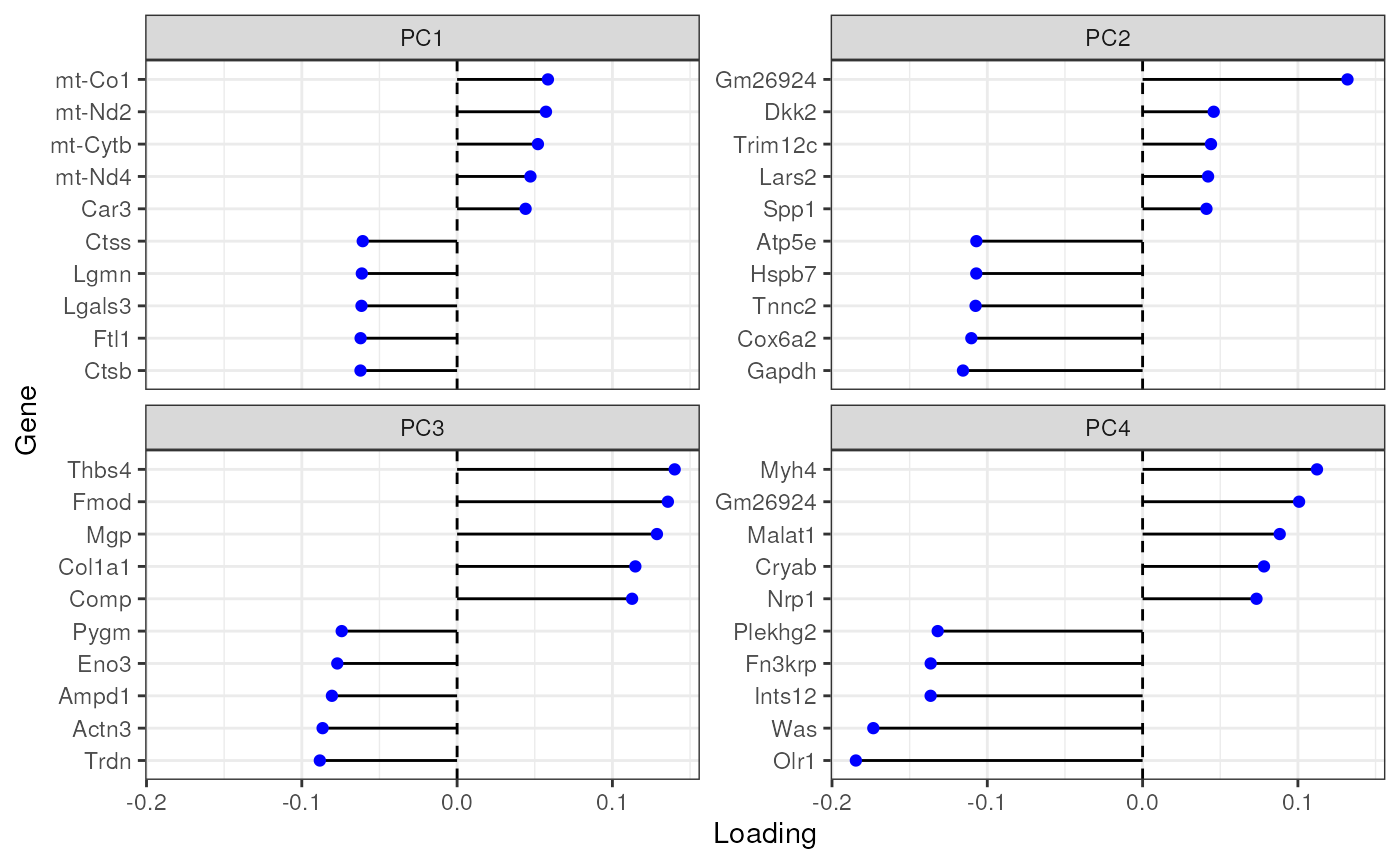 PC1
mt-Co1
mt-Nd2
mt-Cytb
mt-Nd4
Car3
Ctss
Lgmn
Lgals3
Ftl1
Ctsb
PC2
Gm26924
Dkk2
Trim12c
Lars2
Spp1
Atp5e
Hspb7
Tnnc2
Cox6a2
Gapdh
Gene
PC3
Thbs4
Fmod
Mgp
Col1a1
Comp
Pygm
Eno3
Ampd1
Actn3
Trdn
-0.2 -0.1 0.0 0.1
PC4
Myh4
Gm26924
Malat1
Cryab
Nrp1
Plekhg2
Fn3krp
Ints12
Was
Olr1
-0.2 -0.1 0.0 0.1
Loading